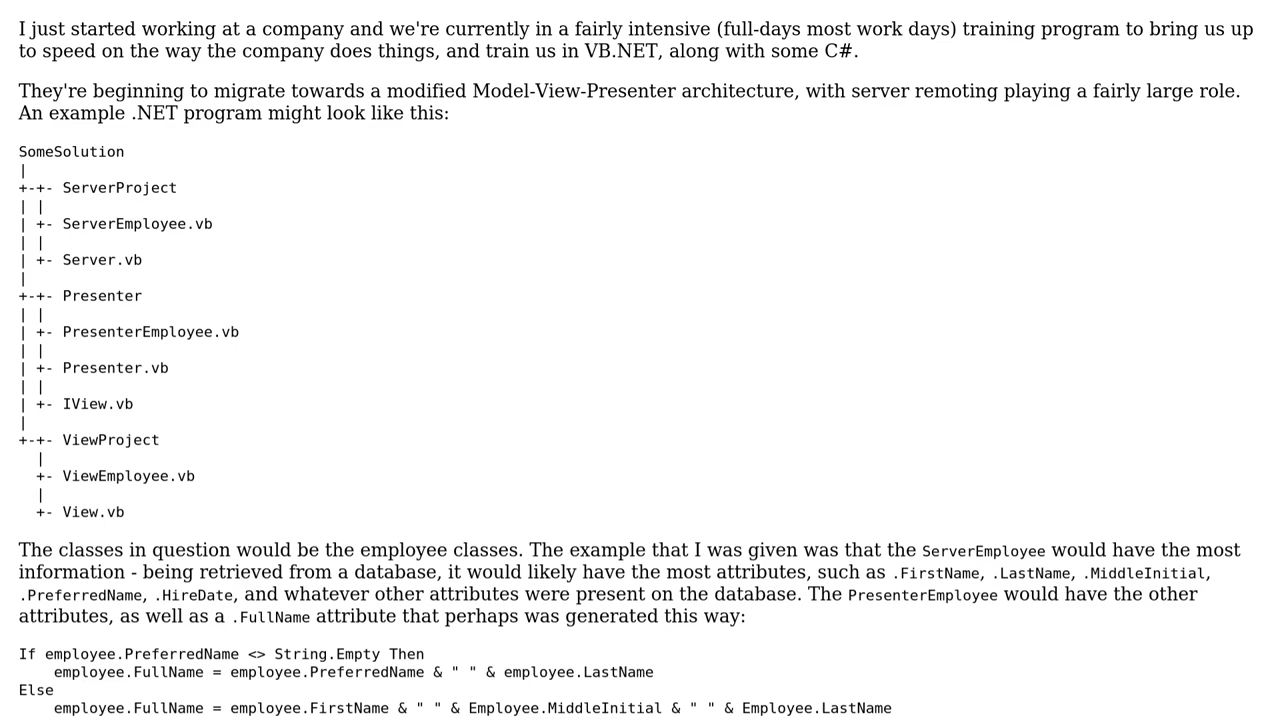 I just started working at a company and we're currently in a fairly intensive (full-days most work days) training program to bring us up
to speed on the way the company does things, and train us in VB.NET, along with some C#.
They're beginning to migrate towards a modified Model-View-Presenter architecture, with server remoting playing a fairly large role.
An example .NET program might look like this:
SomeSolution
|
+-+- ServerProject
| |
| +- ServerEmployee.vb
| |
| +- Server.vb
|
+-+- Presenter
| |
| +- PresenterEmployee.vb
| |
| +- Presenter.vb
| |
| +- IView.vb
|
+-+- ViewProject
  |
  +- ViewEmployee.vb
  |
  +- View.vb
The classes in question would be the employee classes. The example that I was given was that the ServerEmployee would have the most
information - being retrieved from a database, it would likely have the most attributes, such as .FirstName, .LastName, .MiddleInitial,
.PreferredName, .HireDate, and whatever other attributes were present on the database. The PresenterEmployee would have the other
attributes, as well as a .FullName attribute that perhaps was generated this way:
If employee.PreferredName <> String.Empty Then
    employee.FullName = employee.PreferredName & " " & employee.LastName
Else
    employee.FullName = employee.FirstName & " " & Employee.MiddleInitial & " " & Employee.LastName